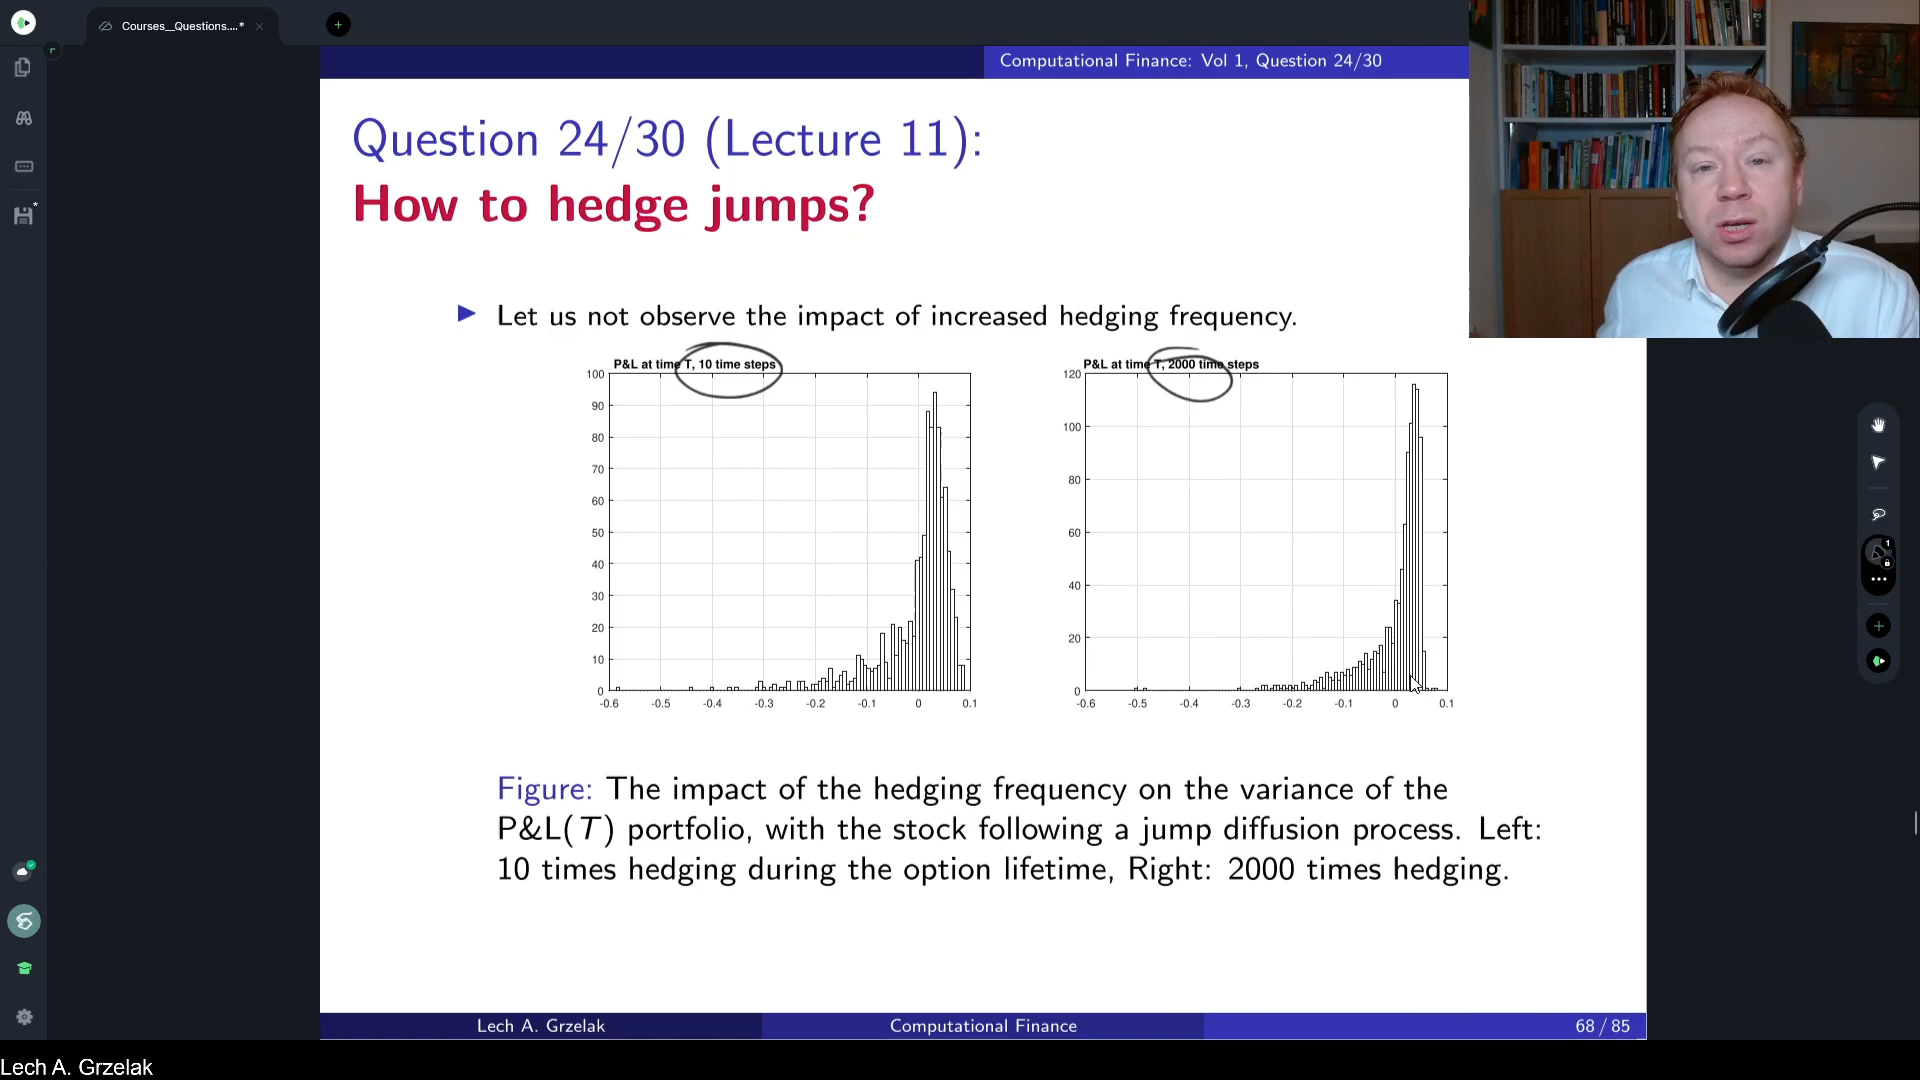 Courses__Questions....*
Computational Finance: Vol 1, Question 24/30
Question 24/30 (Lecture 11):
How to hedge jumps?
Let us not observe the impact of increased hedging frequency.
P&L at time T, 10 time steps
100
90
80
70
60
50
40
30
20
10
0
-0.6 -0.5 -0.4 -0.3 -0.2 -0.1 0 0.1
P&L at time T, 2000 time steps
120
100
80
60
40
20
0
-0.6 -0.5 -0.4 -0.3 -0.2 -0.1 0 0.1
Figure: The impact of the hedging frequency on the variance of the
P&L(T) portfolio, with the stock following a jump diffusion process. Left:
10 times hedging during the option lifetime, Right: 2000 times hedging.
Lech A. Grzelak Computational Finance 68 / 85
1
Lech A. Grzelak